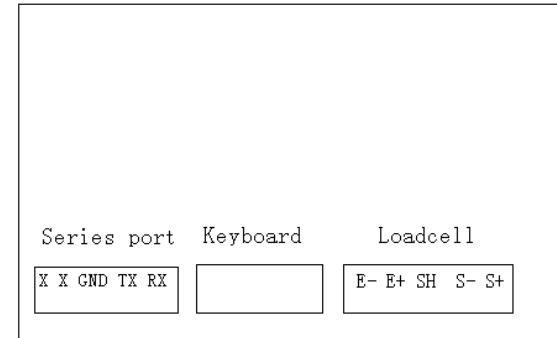 Series port Keyboard Loadcell
X X GND TX RX E- E+ SH S- S+